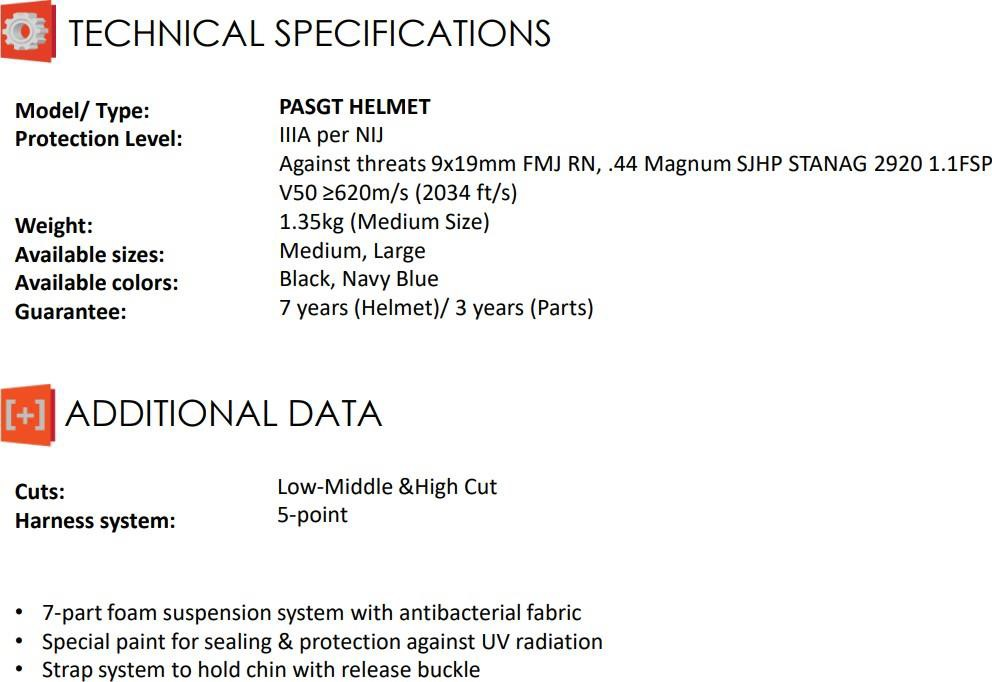 TECHNICAL SPECIFICATIONS
Model/ Type: PASGT HELMET
Protection Level: IIIA per NIJ
Against threats 9x19mm FMJ RN, .44 Magnum SJHP STANAG 2920 1.1FSP
V50 ≥620m/s (2034 ft/s)
Weight: 1.35kg (Medium Size)
Available sizes: Medium, Large
Available colors: Black, Navy Blue
Guarantee: 7 years (Helmet)/ 3 years (Parts)
[+] ADDITIONAL DATA
Cuts: Low-Middle &High Cut
Harness system: 5-point
• 7-part foam suspension system with antibacterial fabric
• Special paint for sealing & protection against UV radiation
• Strap system to hold chin with release buckle